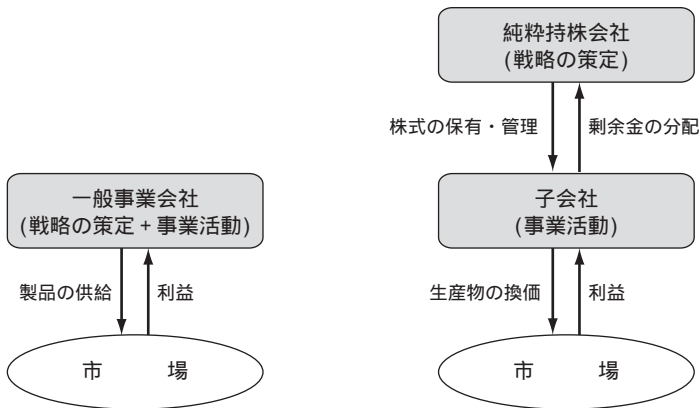 純粋持株会社
(戦略の策定)
株式の保有・管理
剰余金の分配
一般事業会社
(戦略の策定 + 事業活動)
子会社
(事業活動)
製品の供給
利益
生産物の換価
利益
市 場
市 場